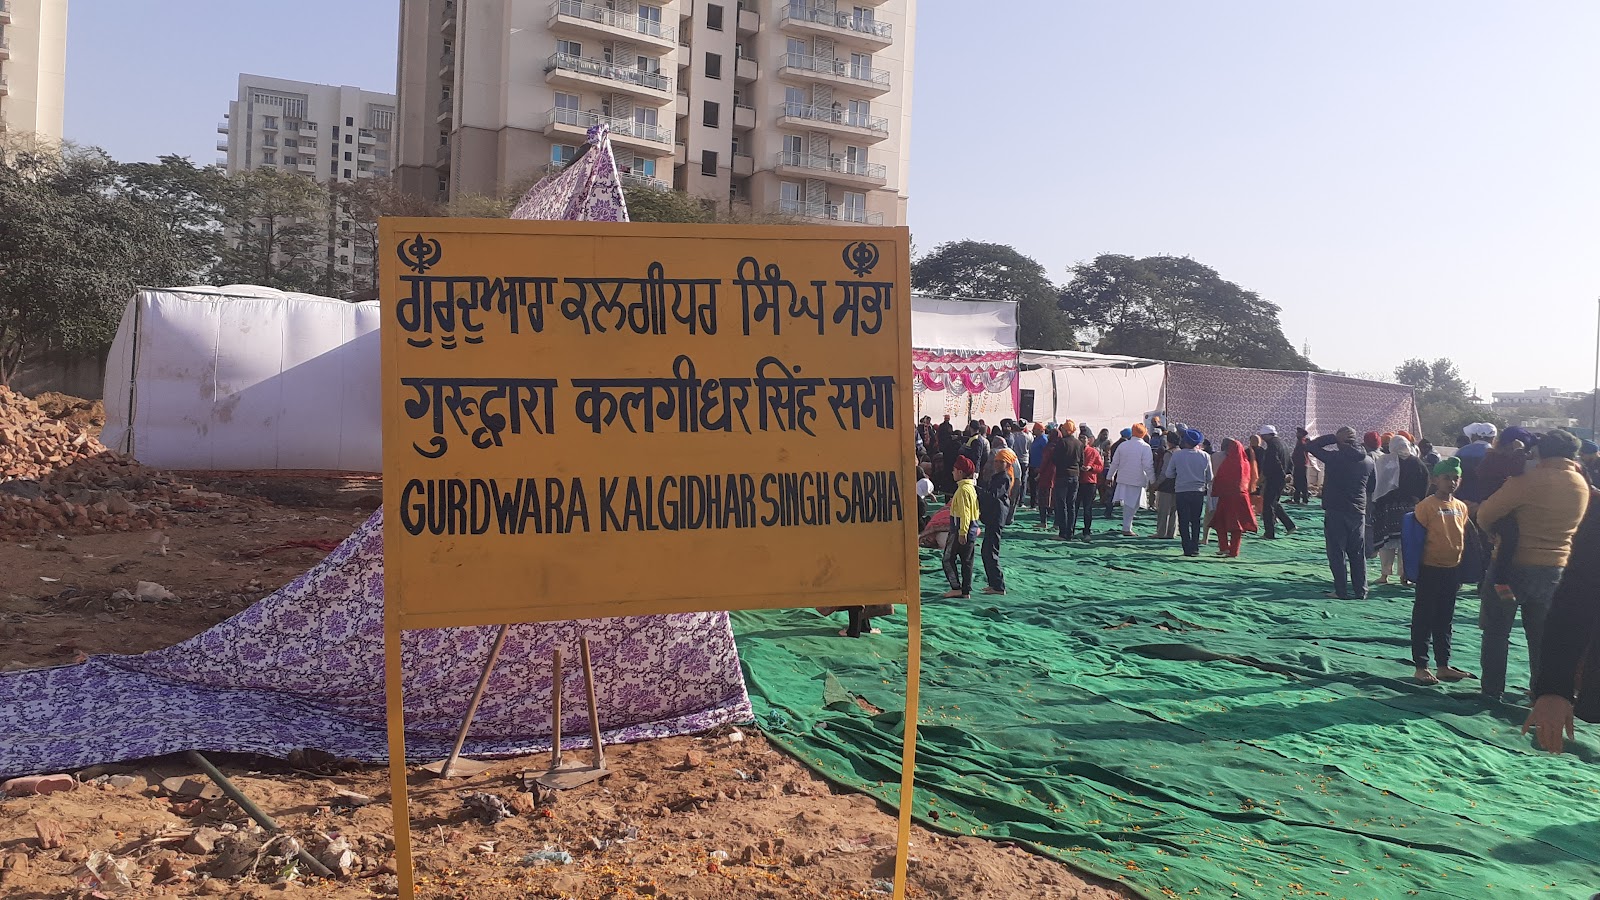 ਗੁਰੂਦੁਆਰਾ ਕਲਗੀਧਰ ਸਿੰਘ ਸਭਾ
गुरूद्वारा कलगीधर सिंह सभा
GURDWARA KALGIDHAR SINGH SABHA